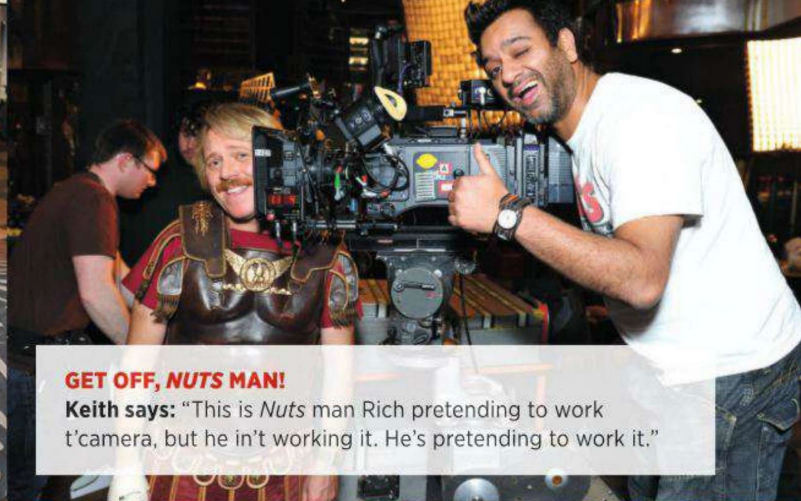 GET OFF, NUTS MAN!
Keith says: “This is Nuts man Rich pretending to work
t’camera, but he in’t working it. He’s pretending to work it.”